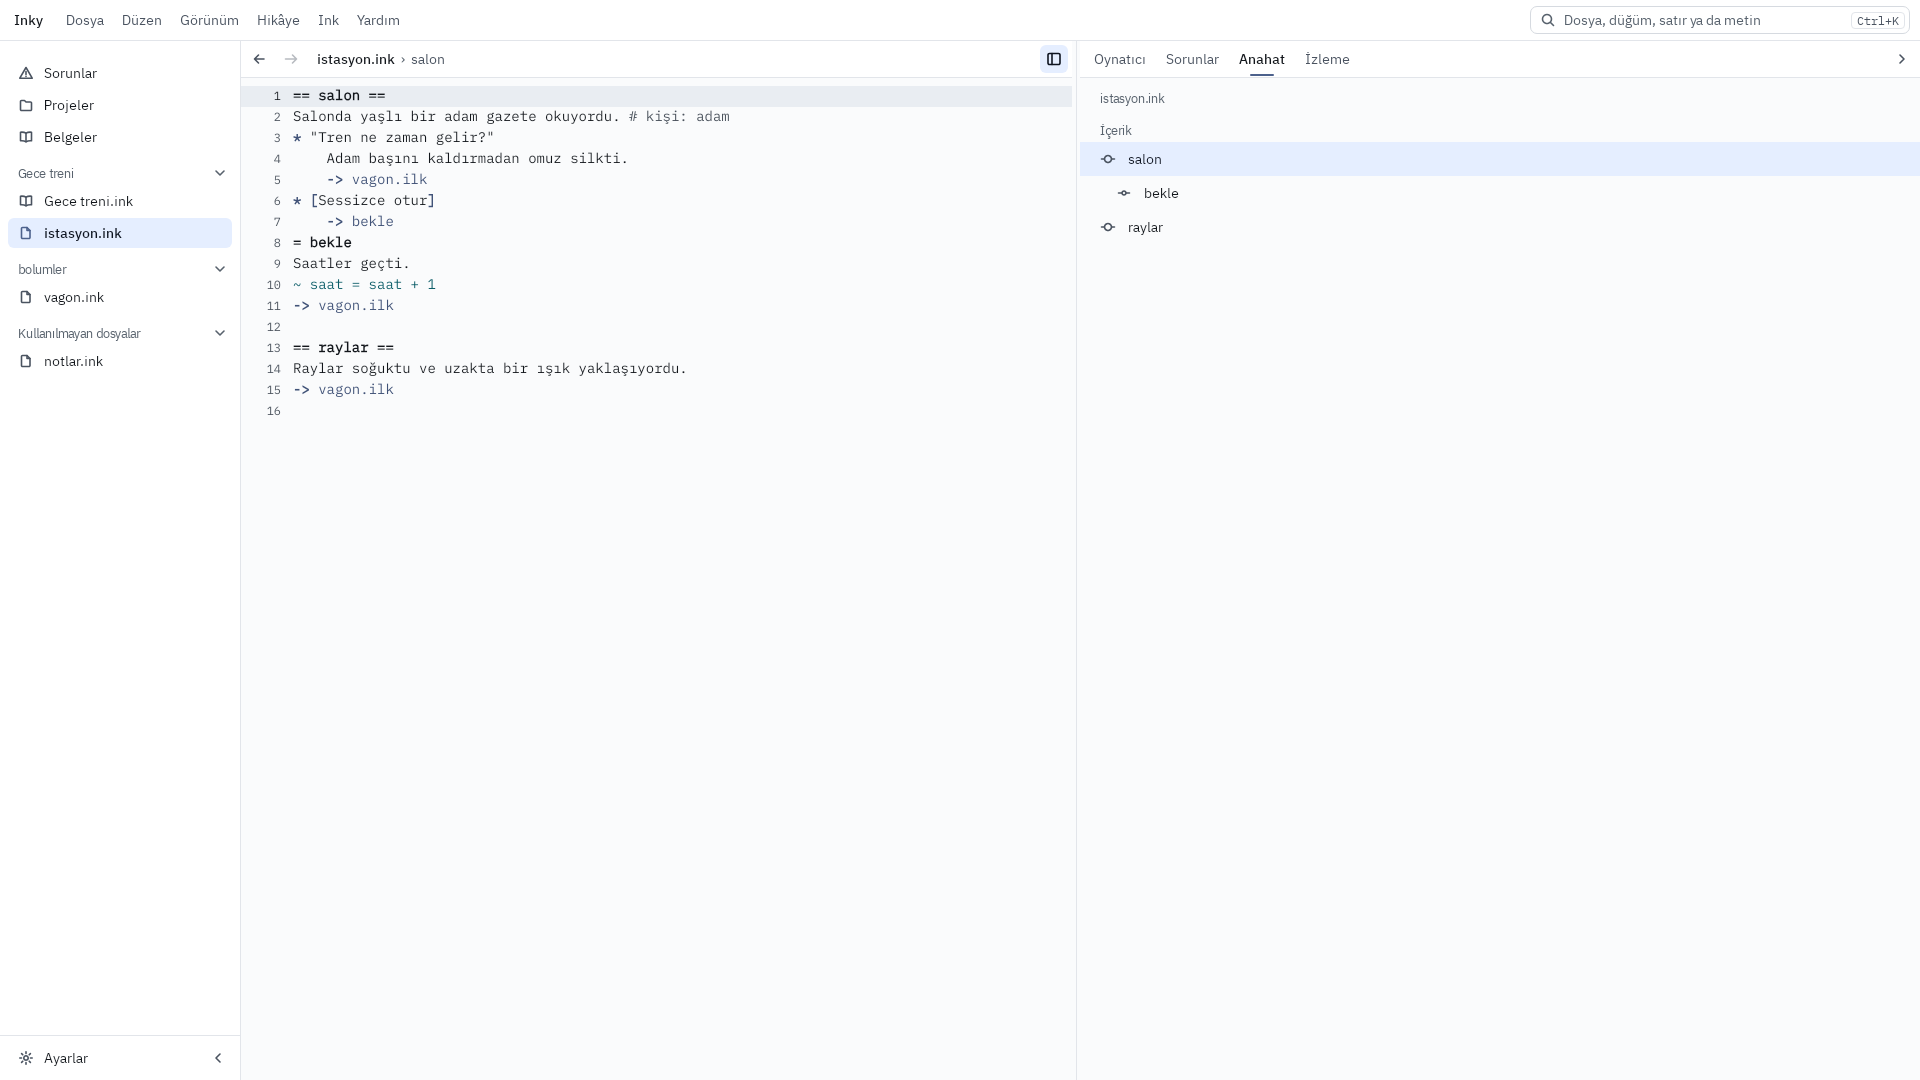 Inky Dosya Düzen Görünüm Hikâye Ink Yardım
Dosya, düğüm, satır ya da metin Ctrl+K
Sorunlar
Projeler
Belgeler
Gece treni
Gece treni.ink
istasyon.ink
bolumler
vagon.ink
Kullanılmayan dosyalar
notlar.ink
Ayarlar
istasyon.ink › salon
1 == salon ==
2 Salonda yaşlı bir adam gazete okuyordu. # kişi: adam
3 * "Tren ne zaman gelir?"
4 Adam başını kaldırmadan omuz silkti.
5 -> vagon.ilk
6 * [Sessizce otur]
7 -> bekle
8 = bekle
9 Saatler geçti.
10 ~ saat = saat + 1
11 -> vagon.ilk
12
13 == raylar ==
14 Raylar soğuktu ve uzakta bir ışık yaklaşıyordu.
15 -> vagon.ilk
16
Oynatıcı Sorunlar Anahat İzleme
istasyon.ink
İçerik
salon
bekle
raylar